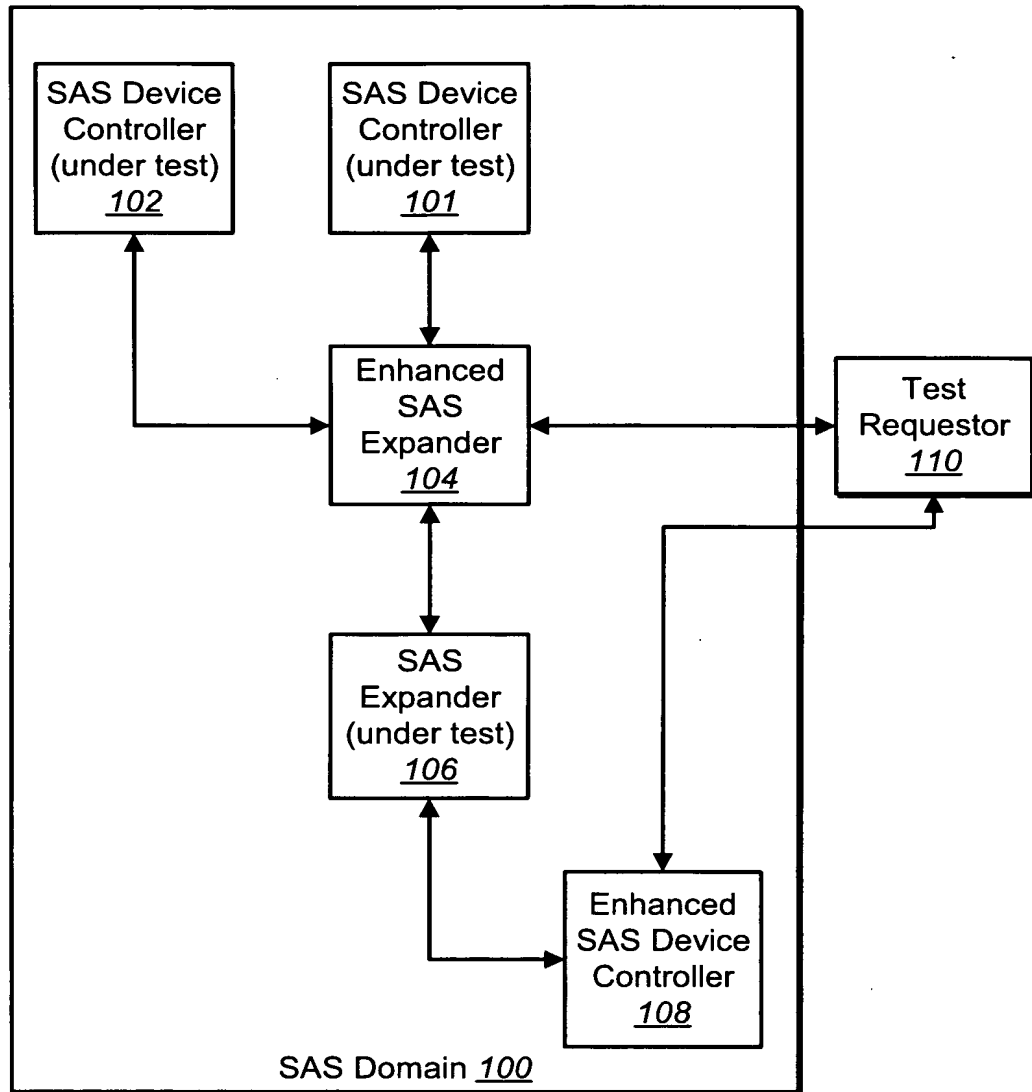 SAS Device
Controller
(under test)
102
SAS Device
Controller
(under test)
101
Enhanced
SAS
Expander
104
Test
Requestor
110
SAS
Expander
(under test)
106
Enhanced
SAS Device
Controller
108
SAS Domain 100